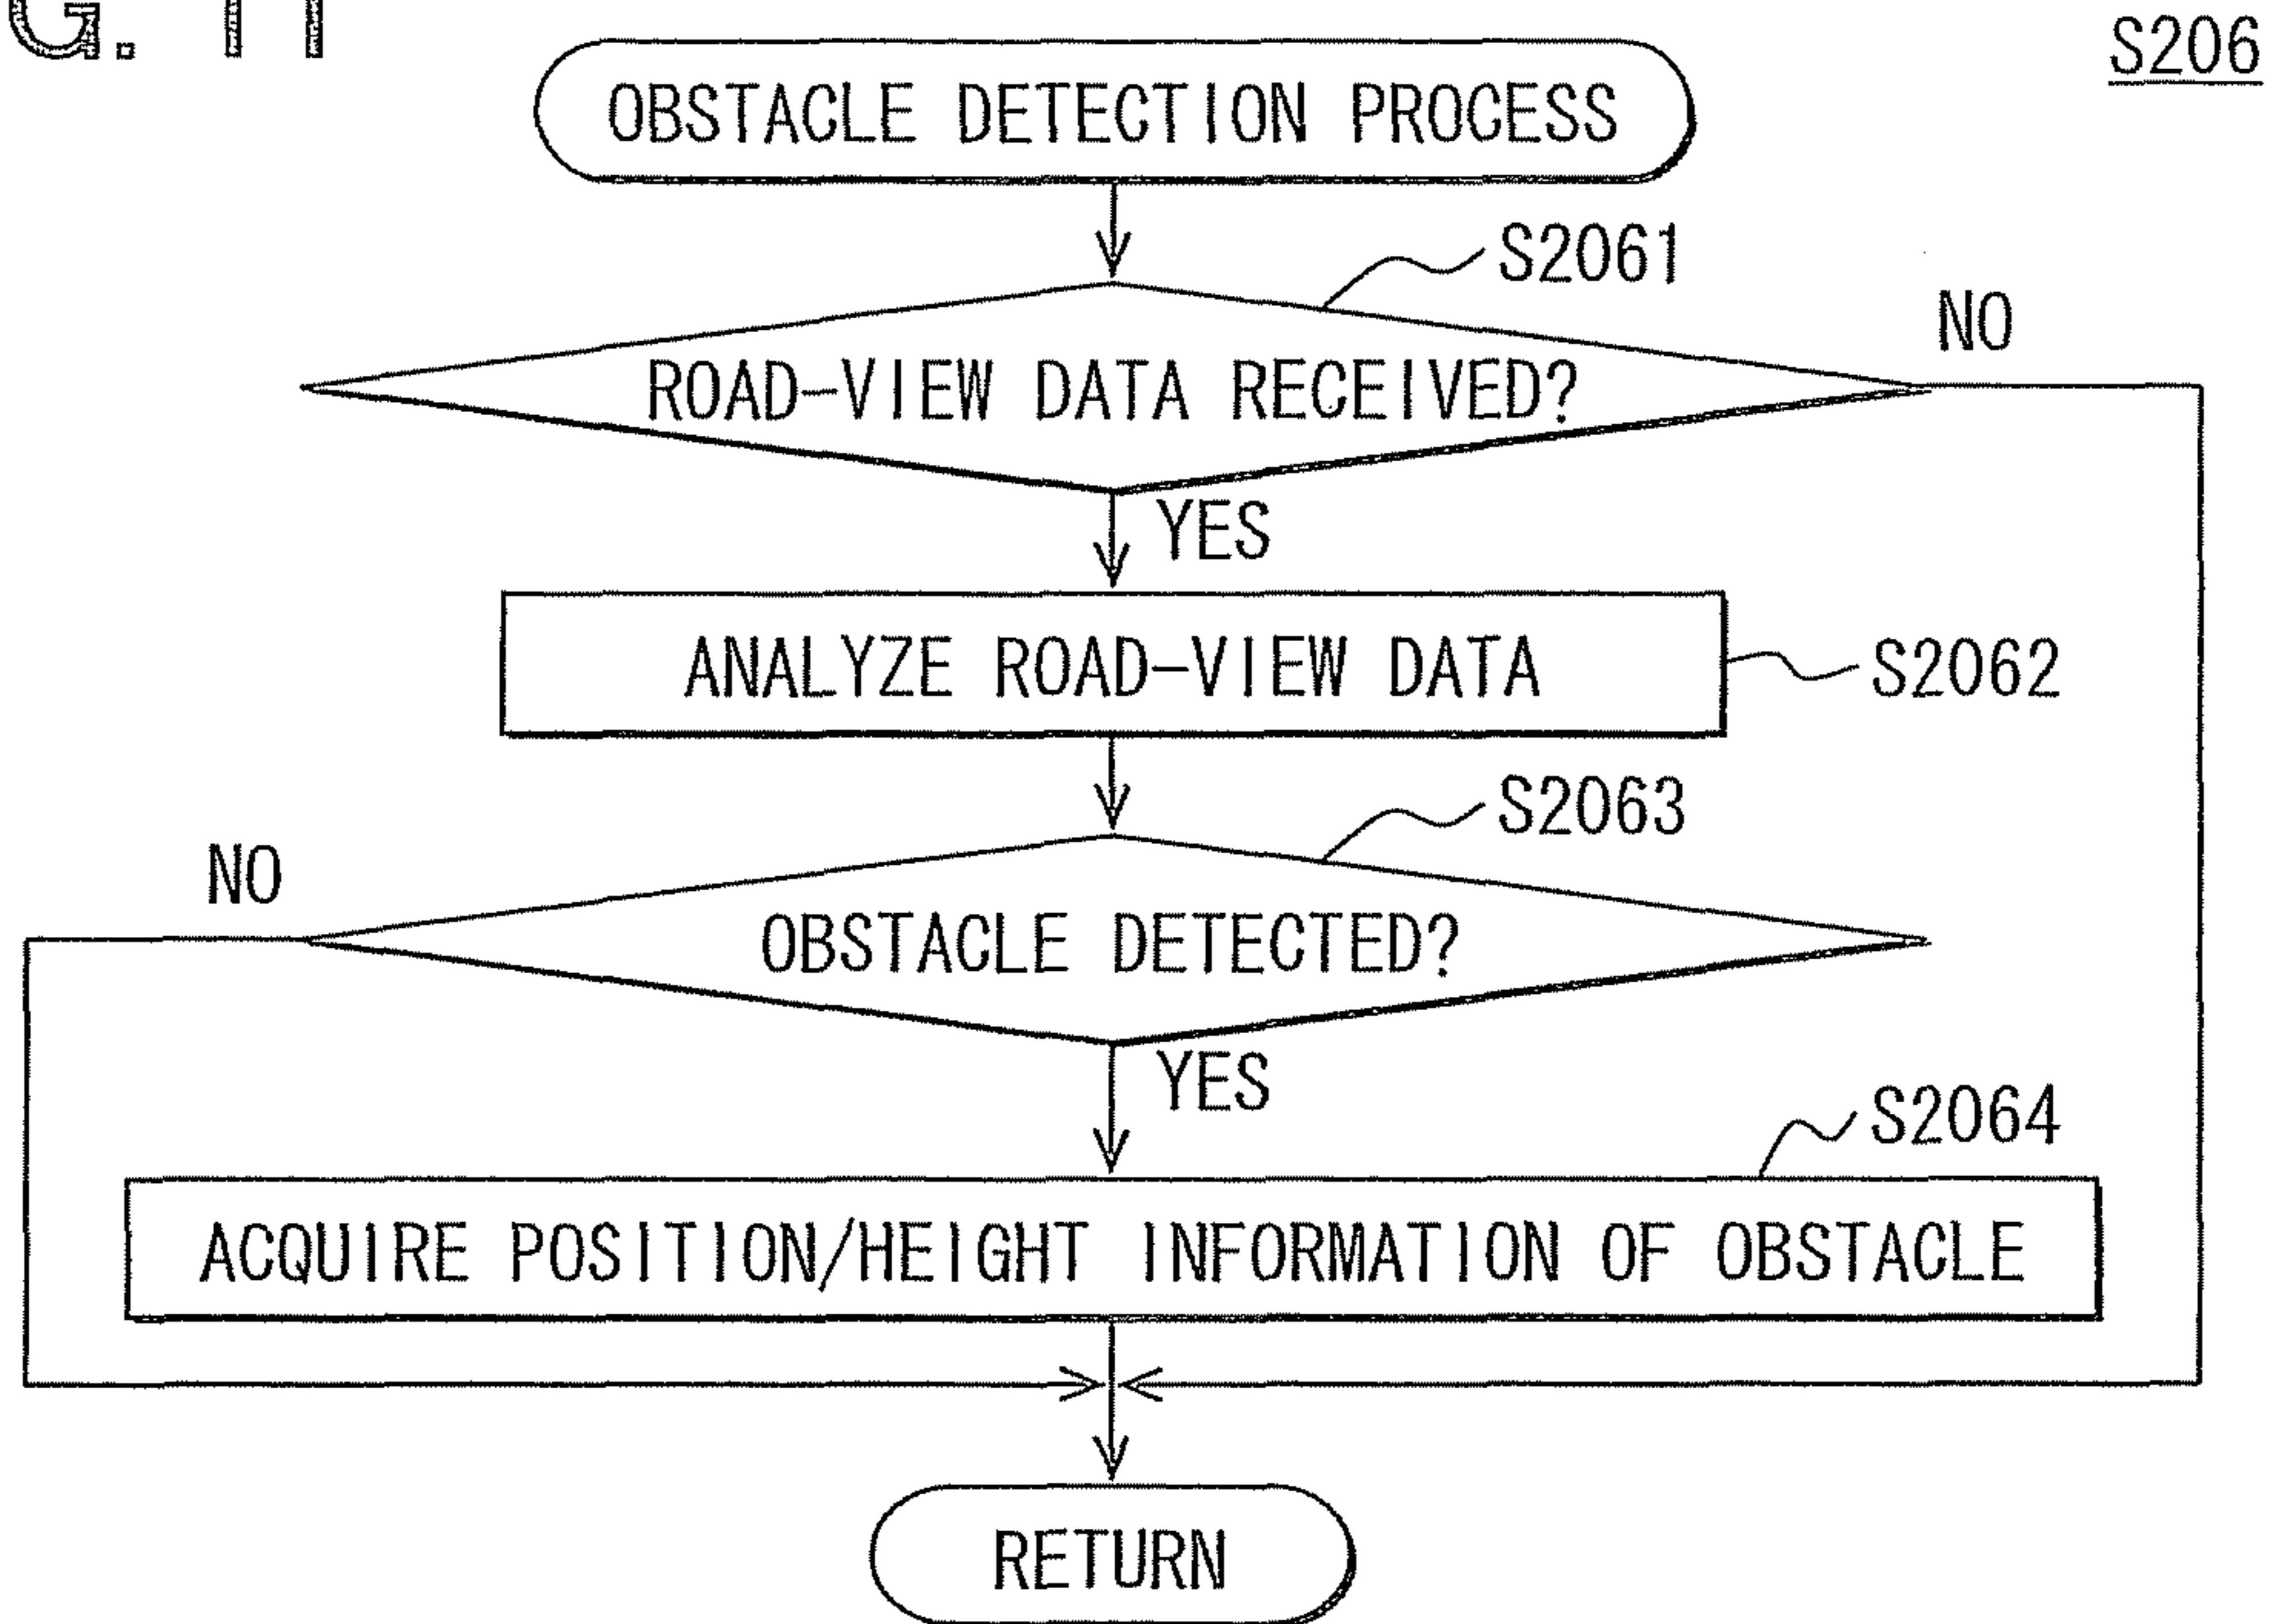 G. 11
S206
OBSTACLE DETECTION PROCESS
S2061
NO
ROAD-VIEW DATA RECEIVED?
YES
ANALYZE ROAD-VIEW DATA
S2062
S2063
NO
OBSTACLE DETECTED?
YES
S2064
ACQUIRE POSITION/HEIGHT INFORMATION OF OBSTACLE
RETURN